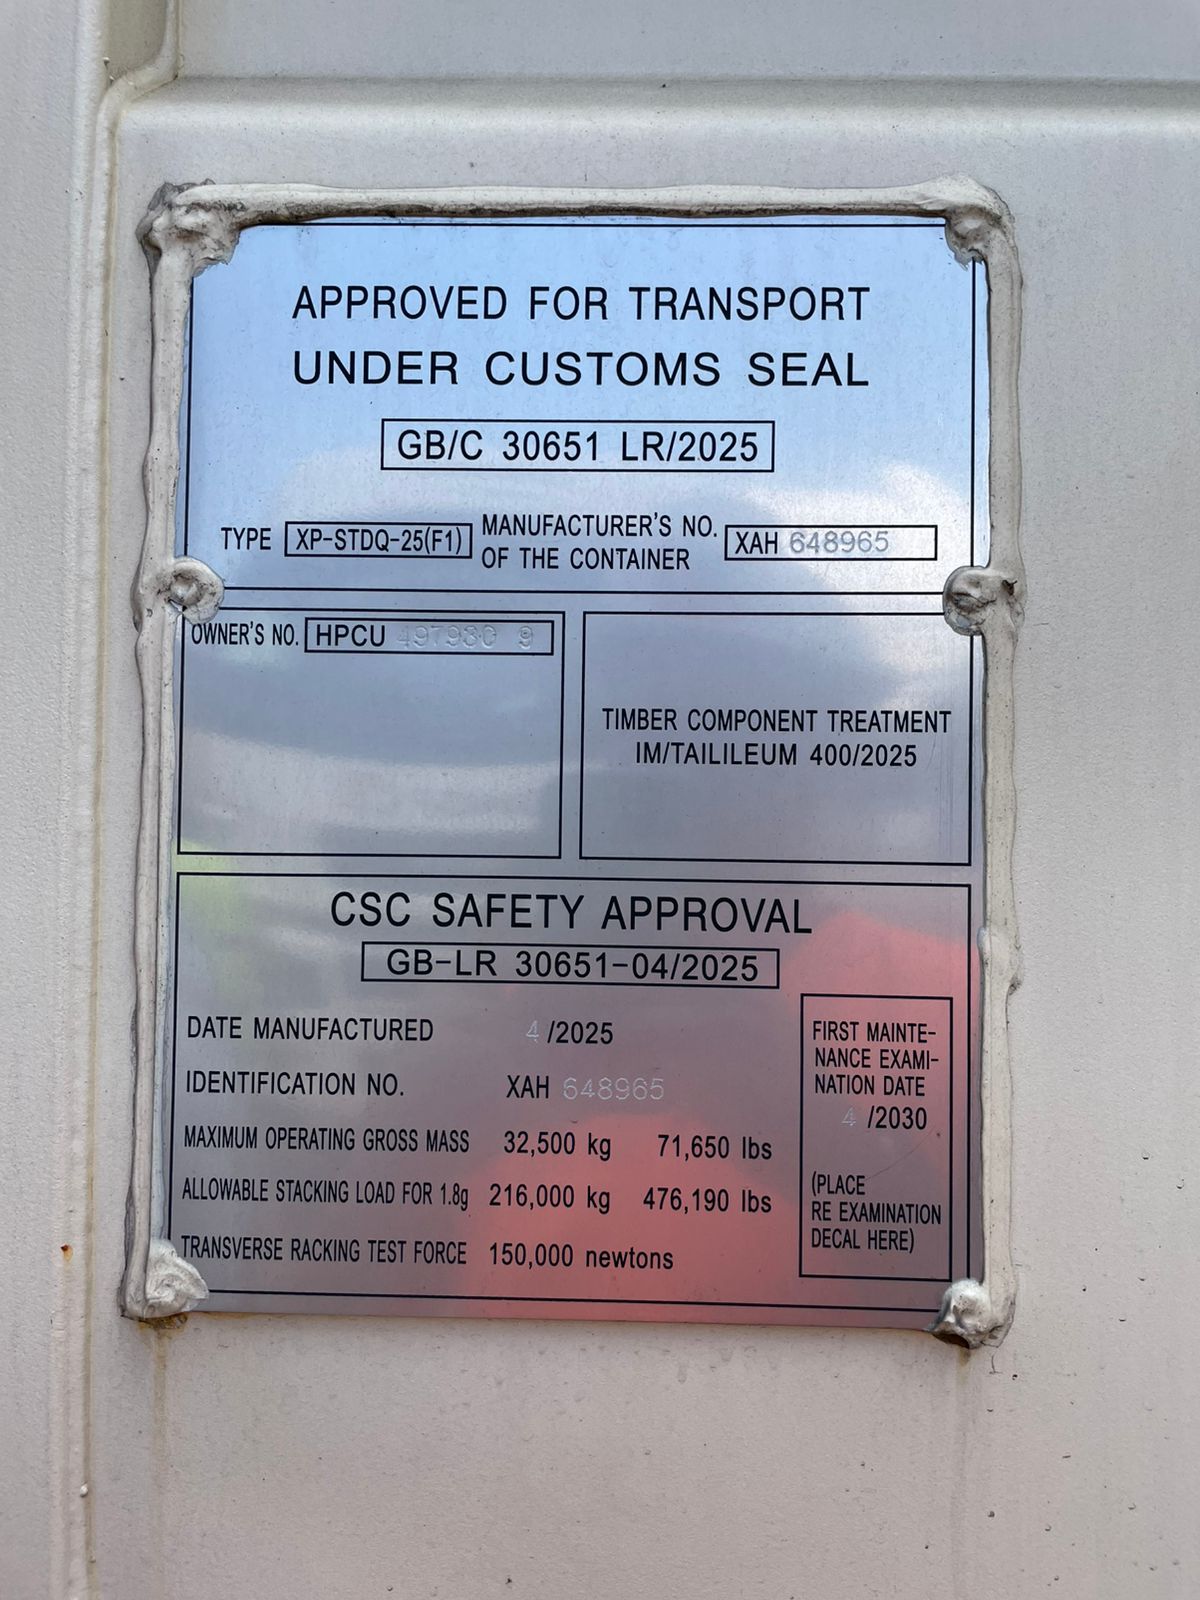 APPROVED FOR TRANSPORT
UNDER CUSTOMS SEAL
GB/C 30651 LR/2025
TYPE XP-STDQ-25(F1) MANUFACTURER'S NO. OF THE CONTAINER XAH 648965
OWNER'S NO. HPCU 497980 9
TIMBER COMPONENT TREATMENT
IM/TAILILEUM 400/2025
CSC SAFETY APPROVAL
GB-LR 30651-04/2025
DATE MANUFACTURED 4/2025
IDENTIFICATION NO. XAH 648965
MAXIMUM OPERATING GROSS MASS 32,500 kg 71,650 lbs
ALLOWABLE STACKING LOAD FOR 1.8g 216,000 kg 476,190 lbs
TRANSVERSE RACKING TEST FORCE 150,000 newtons
FIRST MAINTE-
NANCE EXAMI-
NATION DATE
4 /2030
(PLACE
RE EXAMINATION
DECAL HERE)